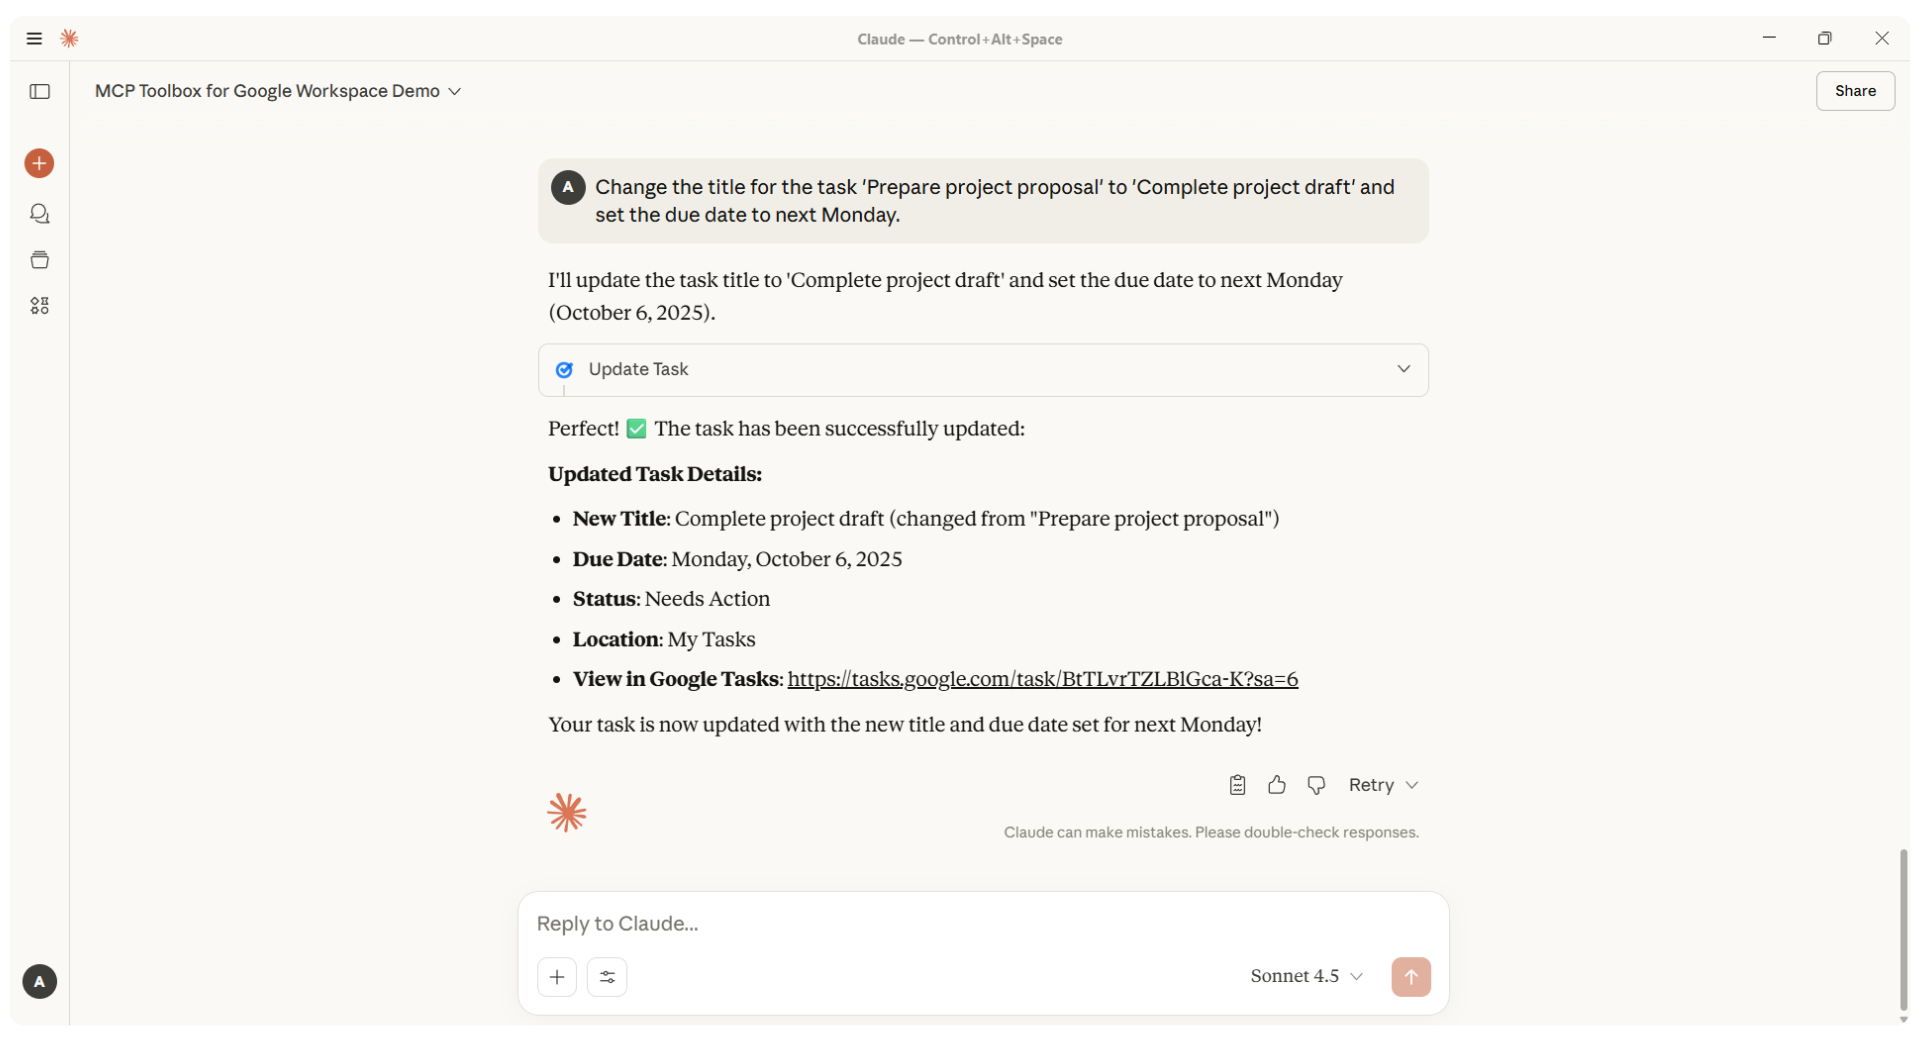 Claude — Control+Alt+Space
MCP Toolbox for Google Workspace Demo
Share
A
Change the title for the task 'Prepare project proposal' to 'Complete project draft' and
set the due date to next Monday.
I'll update the task title to 'Complete project draft' and set the due date to next Monday
(October 6, 2025).
Update Task
Perfect! ✅ The task has been successfully updated:
Updated Task Details:
• New Title: Complete project draft (changed from "Prepare project proposal")
• Due Date: Monday, October 6, 2025
• Status: Needs Action
• Location: My Tasks
• View in Google Tasks: https://tasks.google.com/task/BtTLvrTZLBlGca-K?sa=6
Your task is now updated with the new title and due date set for next Monday!
Retry
Claude can make mistakes. Please double-check responses.
Reply to Claude...
Sonnet 4.5
A